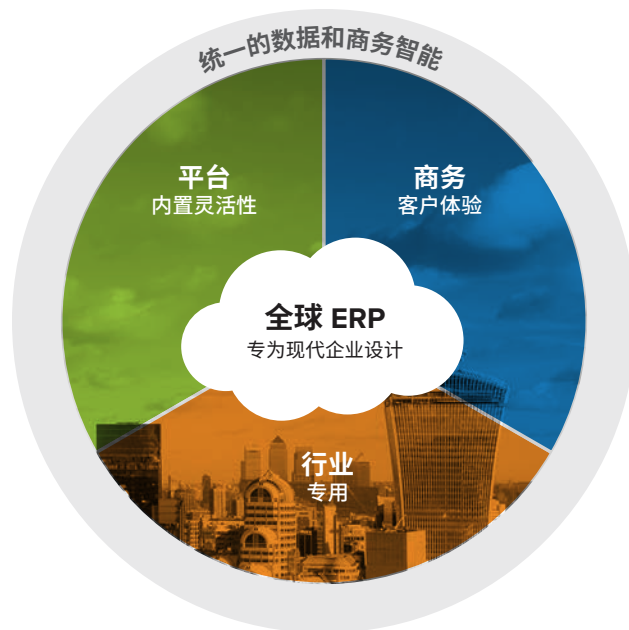 统一的数据和商务智能
平台
内置灵活性
商务
客户体验
全球 ERP
专为现代企业设计
行业
专用